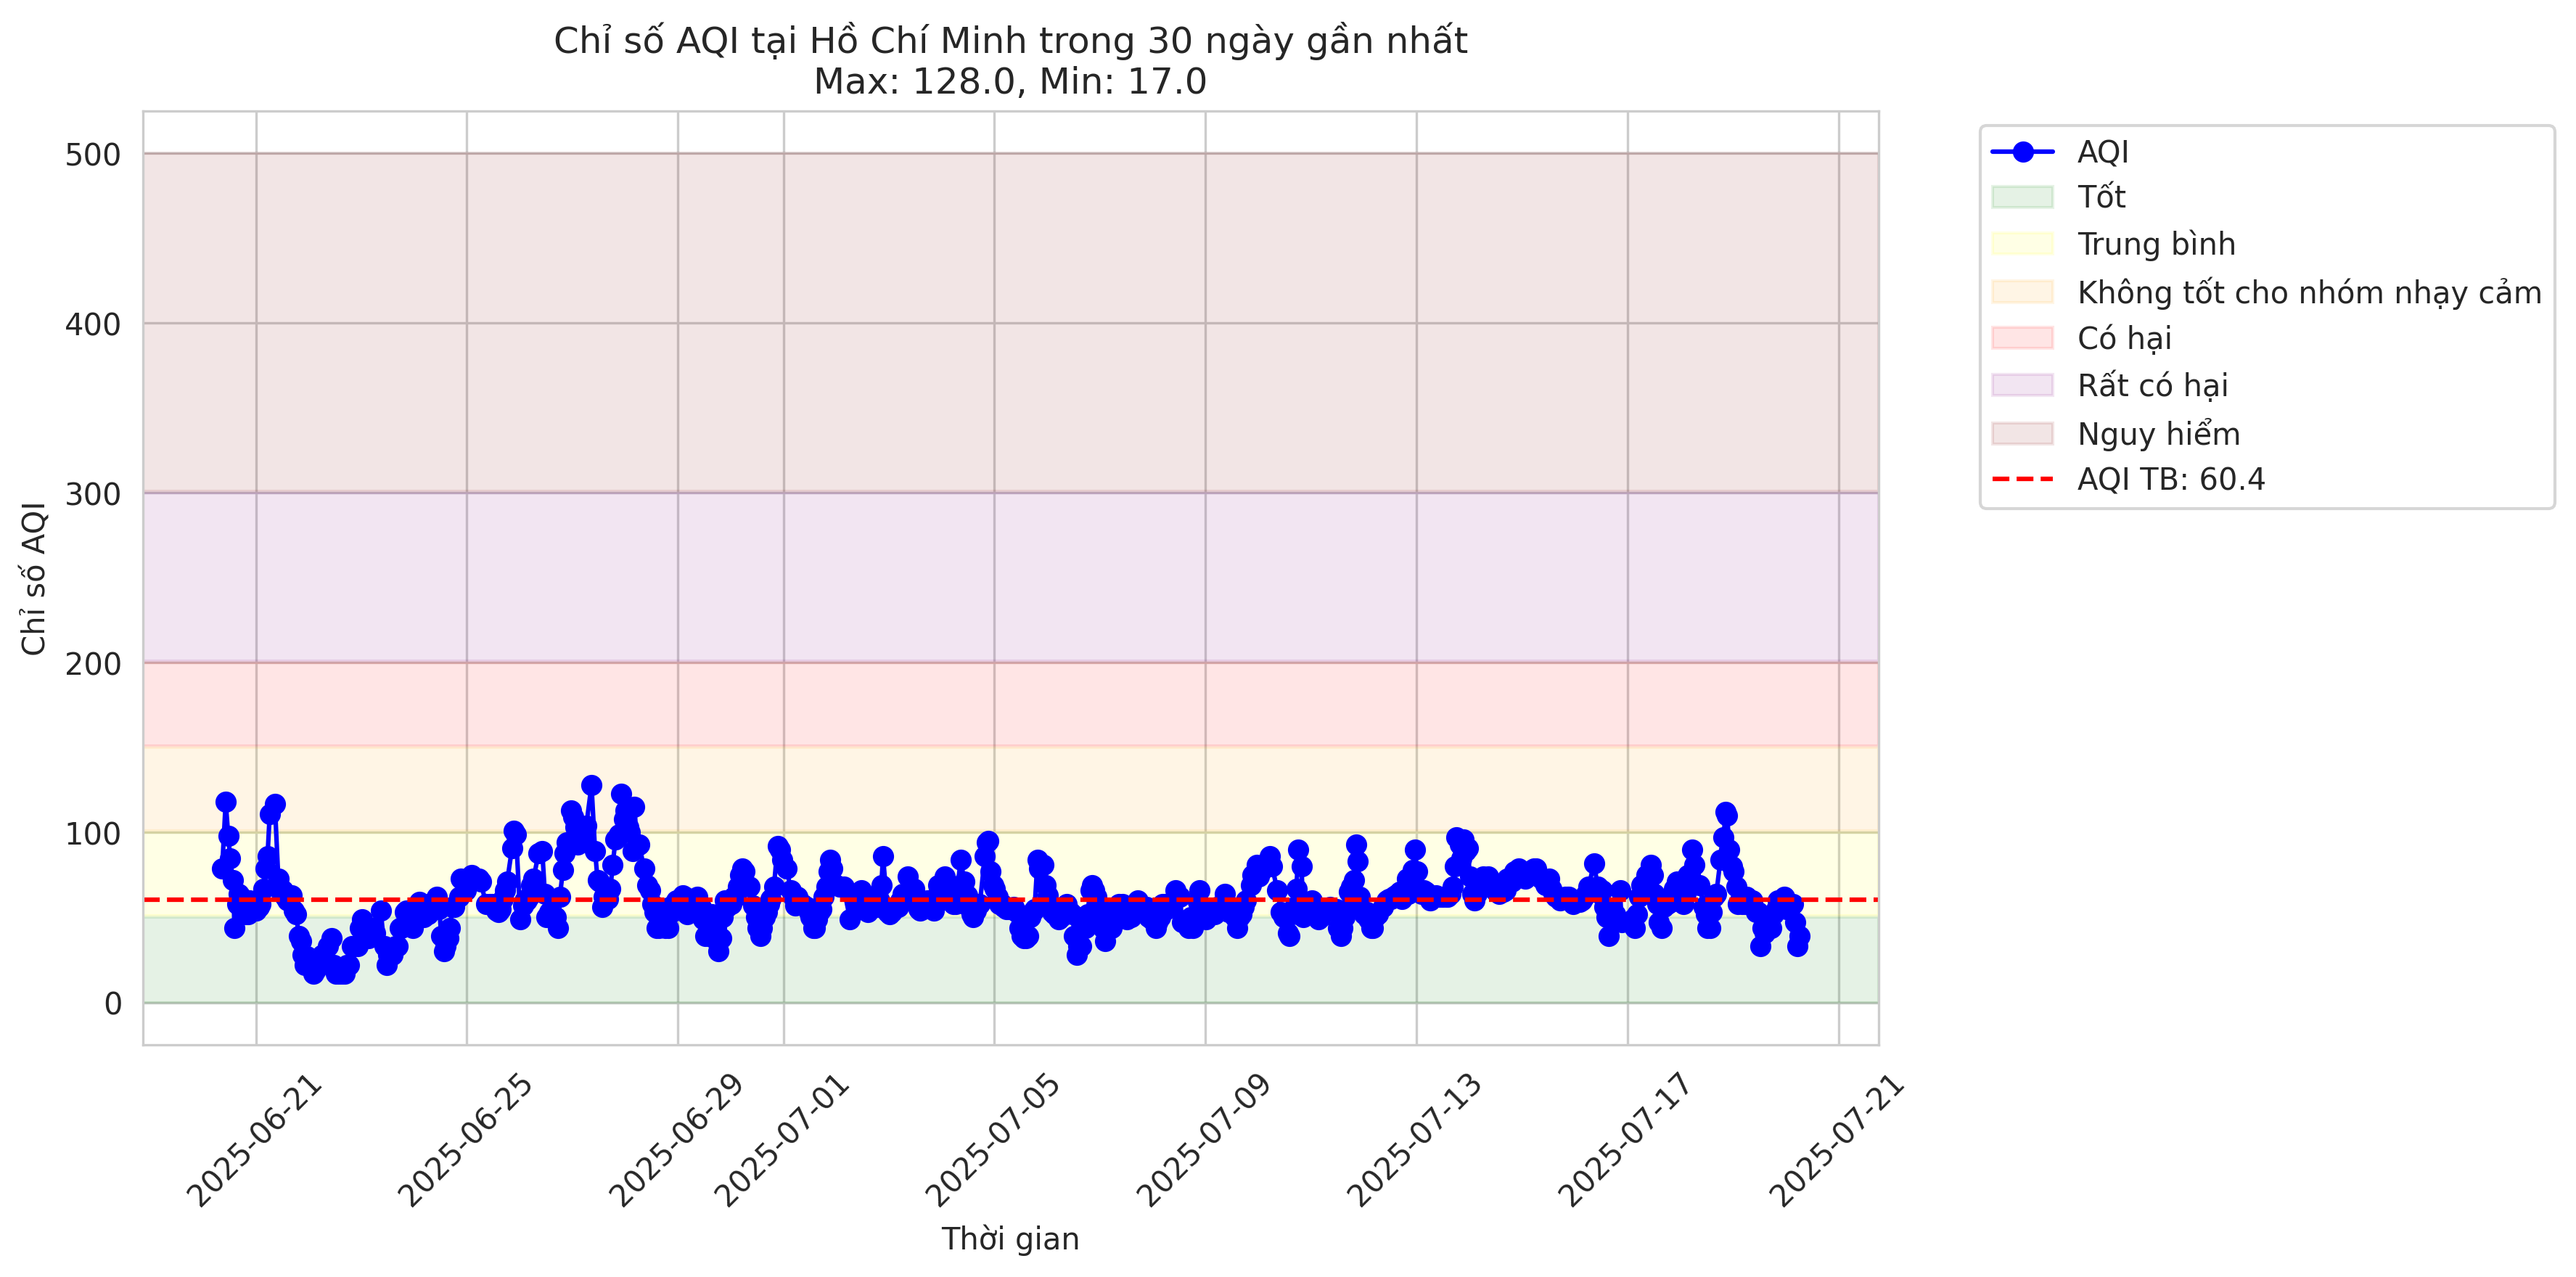 Chỉ số AQI tại Hồ Chí Minh trong 30 ngày gần nhất
Max: 128.0, Min: 17.0
Chỉ số AQI
500
400
300
200
100
0
2025-06-21
2025-06-25
2025-06-29
2025-07-01
2025-07-05
2025-07-09
2025-07-13
2025-07-17
2025-07-21
Thời gian
AQI
Tốt
Trung bình
Không tốt cho nhóm nhạy cảm
Có hại
Rất có hại
Nguy hiểm
AQI TB: 60.4